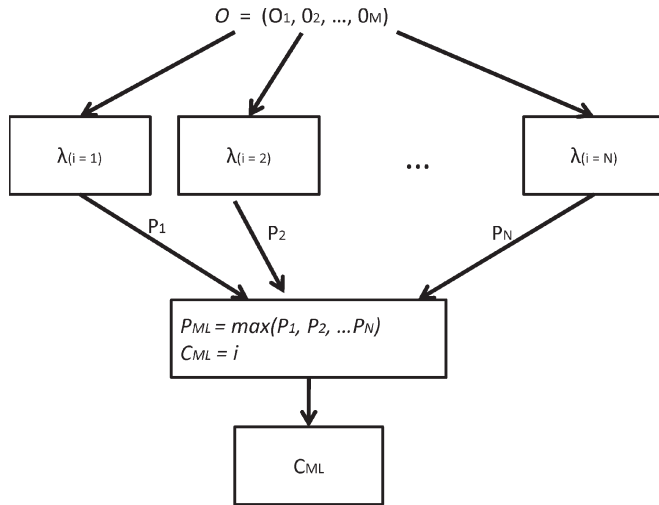 O = (O1, 02, ..., 0M)
λ(i = 1)
λ(i = 2)
...
λ(i = N)
P1
P2
PN
PML = max(P1, P2, ...PN)
CML = i
CML